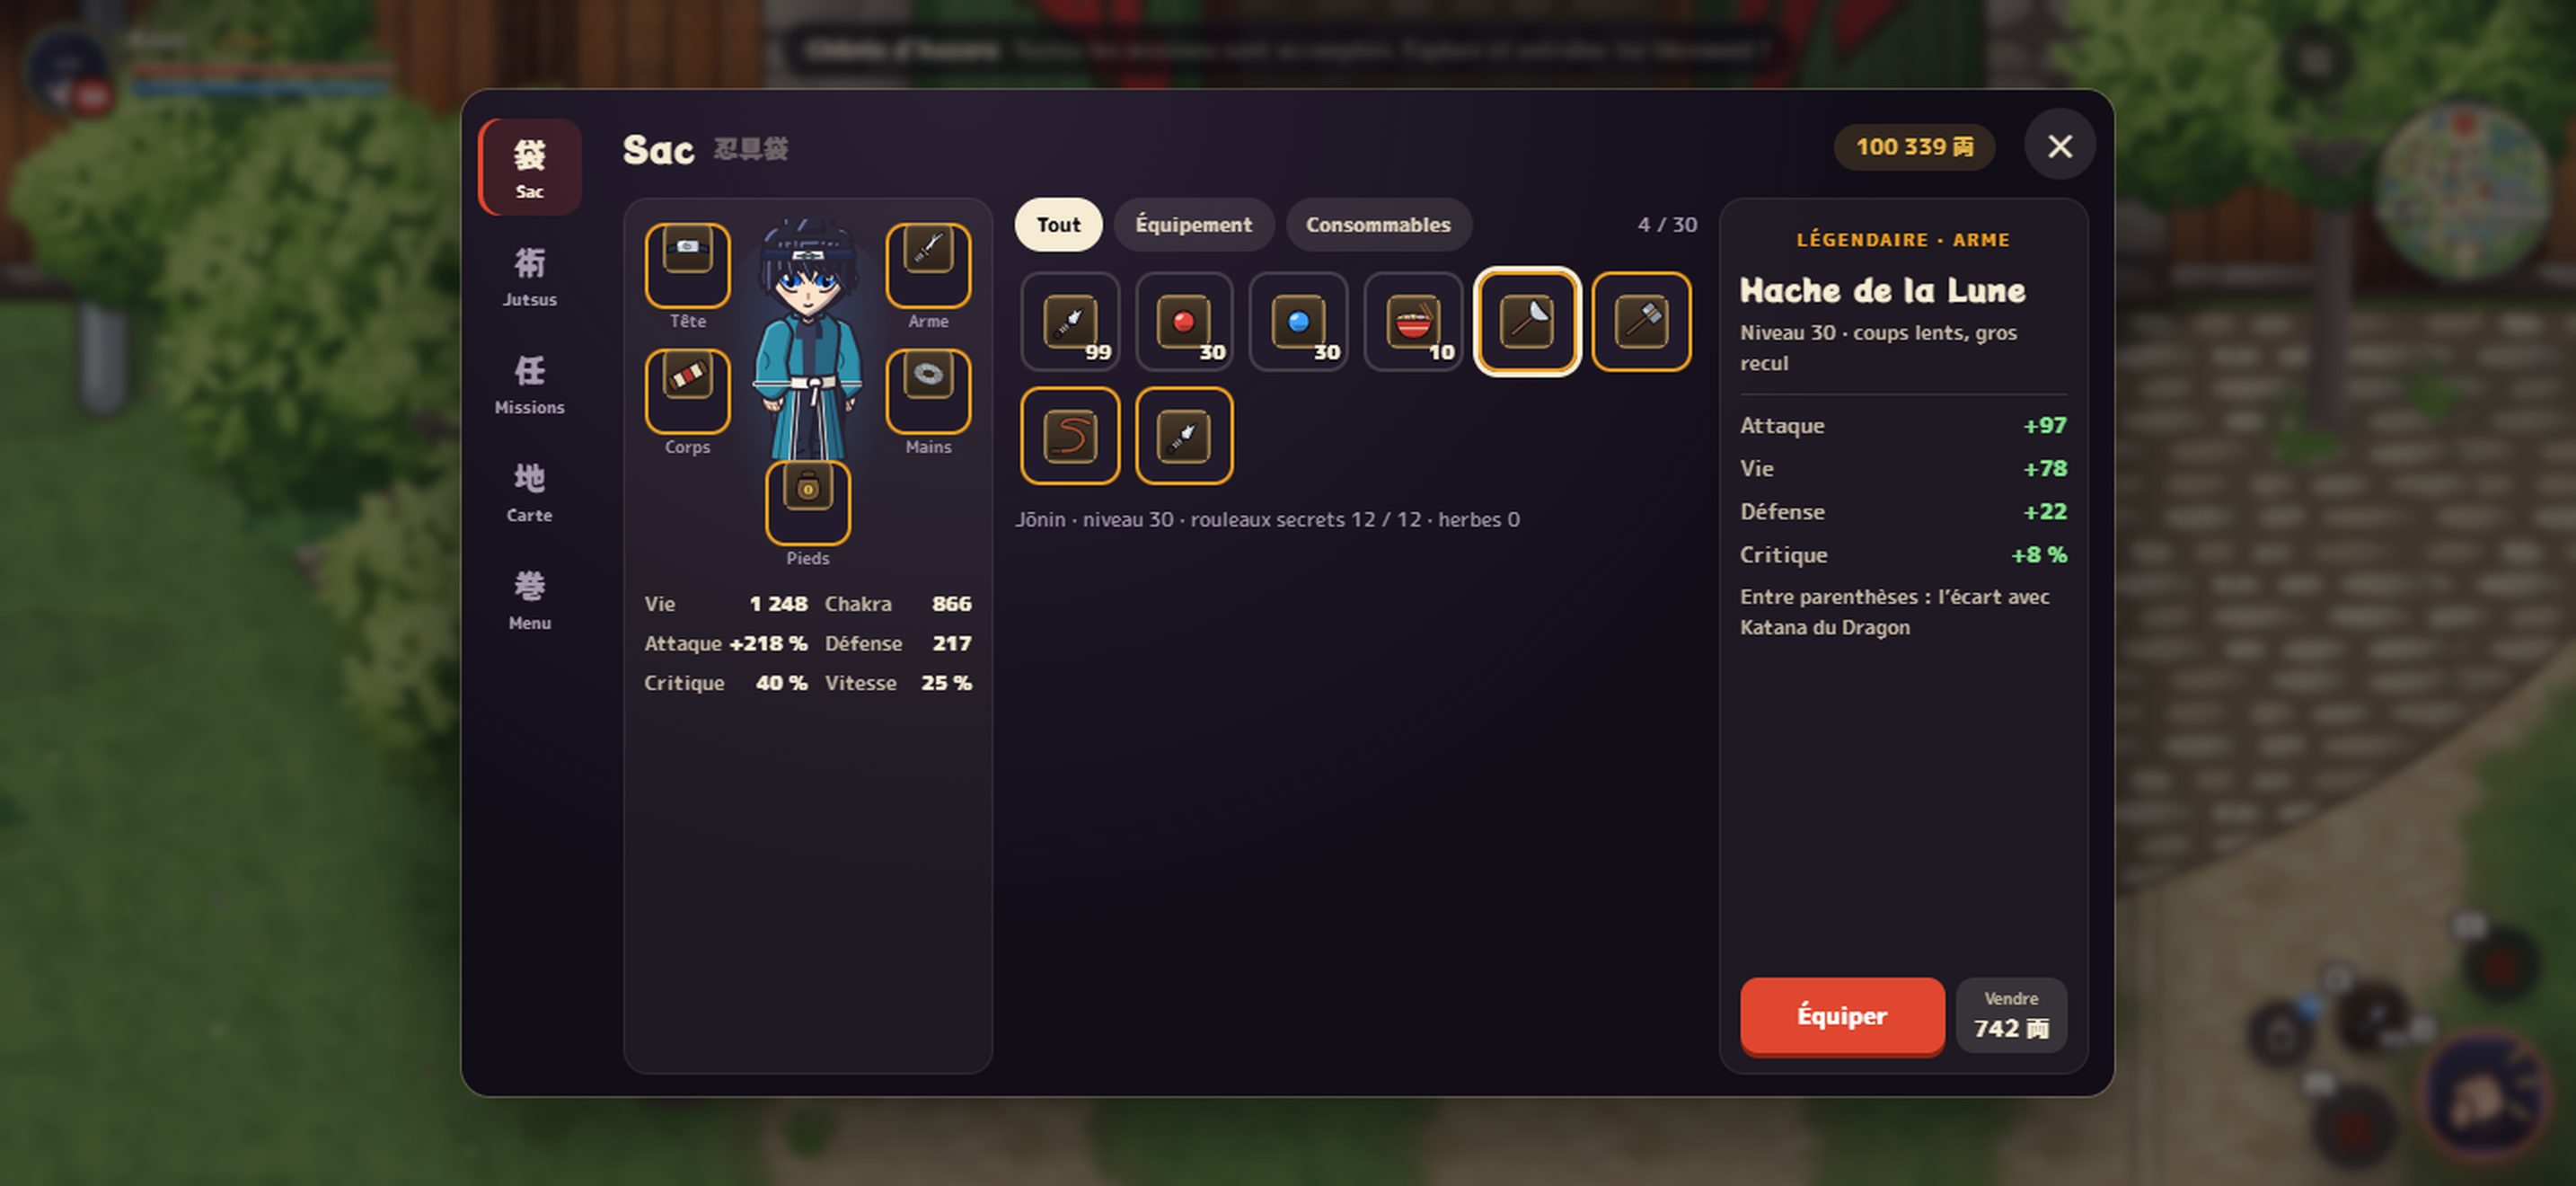 袋
Sac
術
Jutsus
任
Missions
地
Carte
巻
Menu
Sac 忍具袋
100 339 両
Tête
Arme
Corps
Mains
Pieds
Vie 1 248 Chakra 866
Attaque +218 % Défense 217
Critique 40 % Vitesse 25 %
Tout Équipement Consommables 4 / 30
99 30 30 10
Jōnin · niveau 30 · rouleaux secrets 12 / 12 · herbes 0
LÉGENDAIRE · ARME
Hache de la Lune
Niveau 30 · coups lents, gros
recul
Attaque +97
Vie +78
Défense +22
Critique +8 %
Entre parenthèses : l'écart avec
Katana du Dragon
Équiper
Vendre
742 両